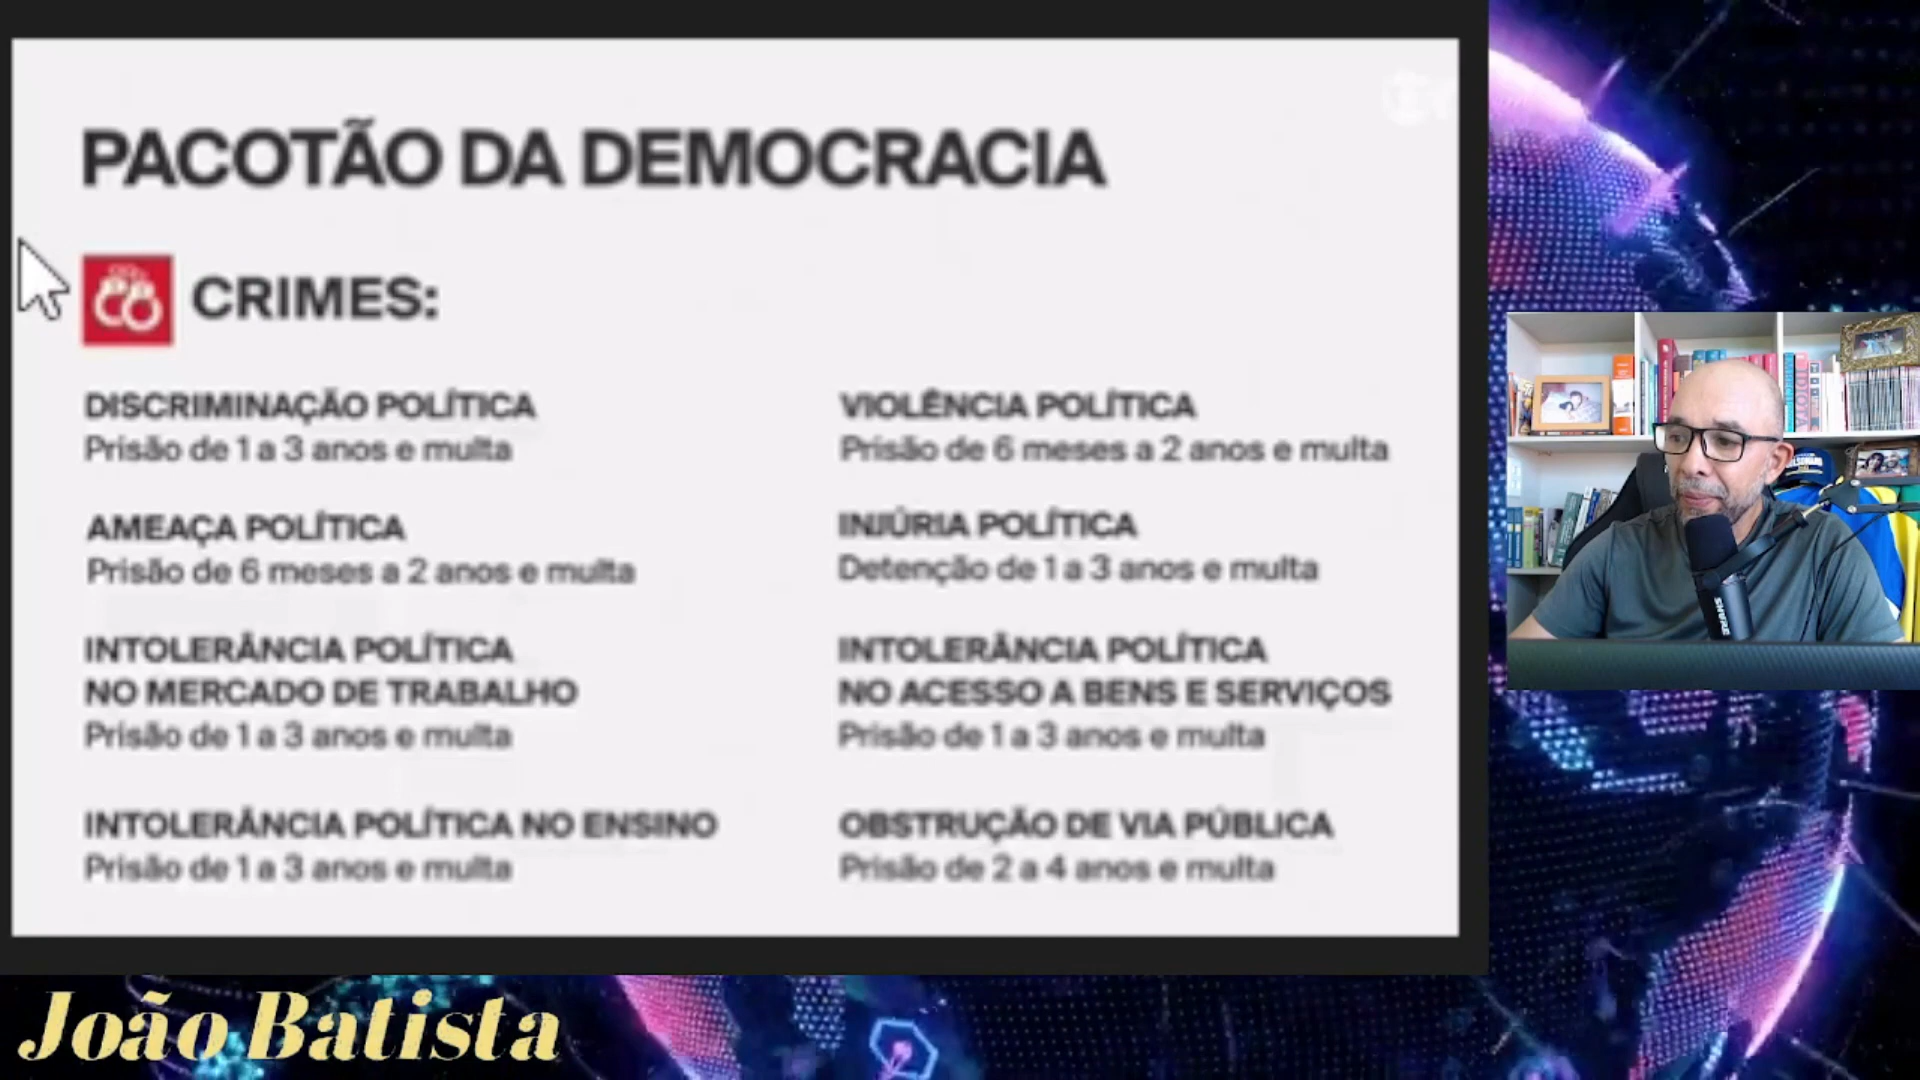 PACOTÃO DA DEMOCRACIA
CRIMES:
DISCRIMINAÇÃO POLÍTICA
Prisão de 1 a 3 anos e multa
VIOLÊNCIA POLÍTICA
Prisão de 6 meses a 2 anos e multa
AMEAÇA POLÍTICA
Prisão de 6 meses a 2 anos e multa
INJÚRIA POLÍTICA
Detenção de 1 a 3 anos e multa
INTOLERÂNCIA POLÍTICA
NO MERCADO DE TRABALHO
Prisão de 1 a 3 anos e multa
INTOLERÂNCIA POLÍTICA
NO ACESSO A BENS E SERVIÇOS
Prisão de 1 a 3 anos e multa
INTOLERÂNCIA POLÍTICA NO ENSINO
Prisão de 1 a 3 anos e multa
OBSTRUÇÃO DE VIA PÚBLICA
Prisão de 2 a 4 anos e multa
SHURE
João Batista